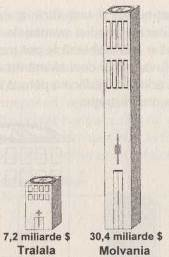 7,2 miliarde $
Tralala
30,4 miliarde $
Molvania